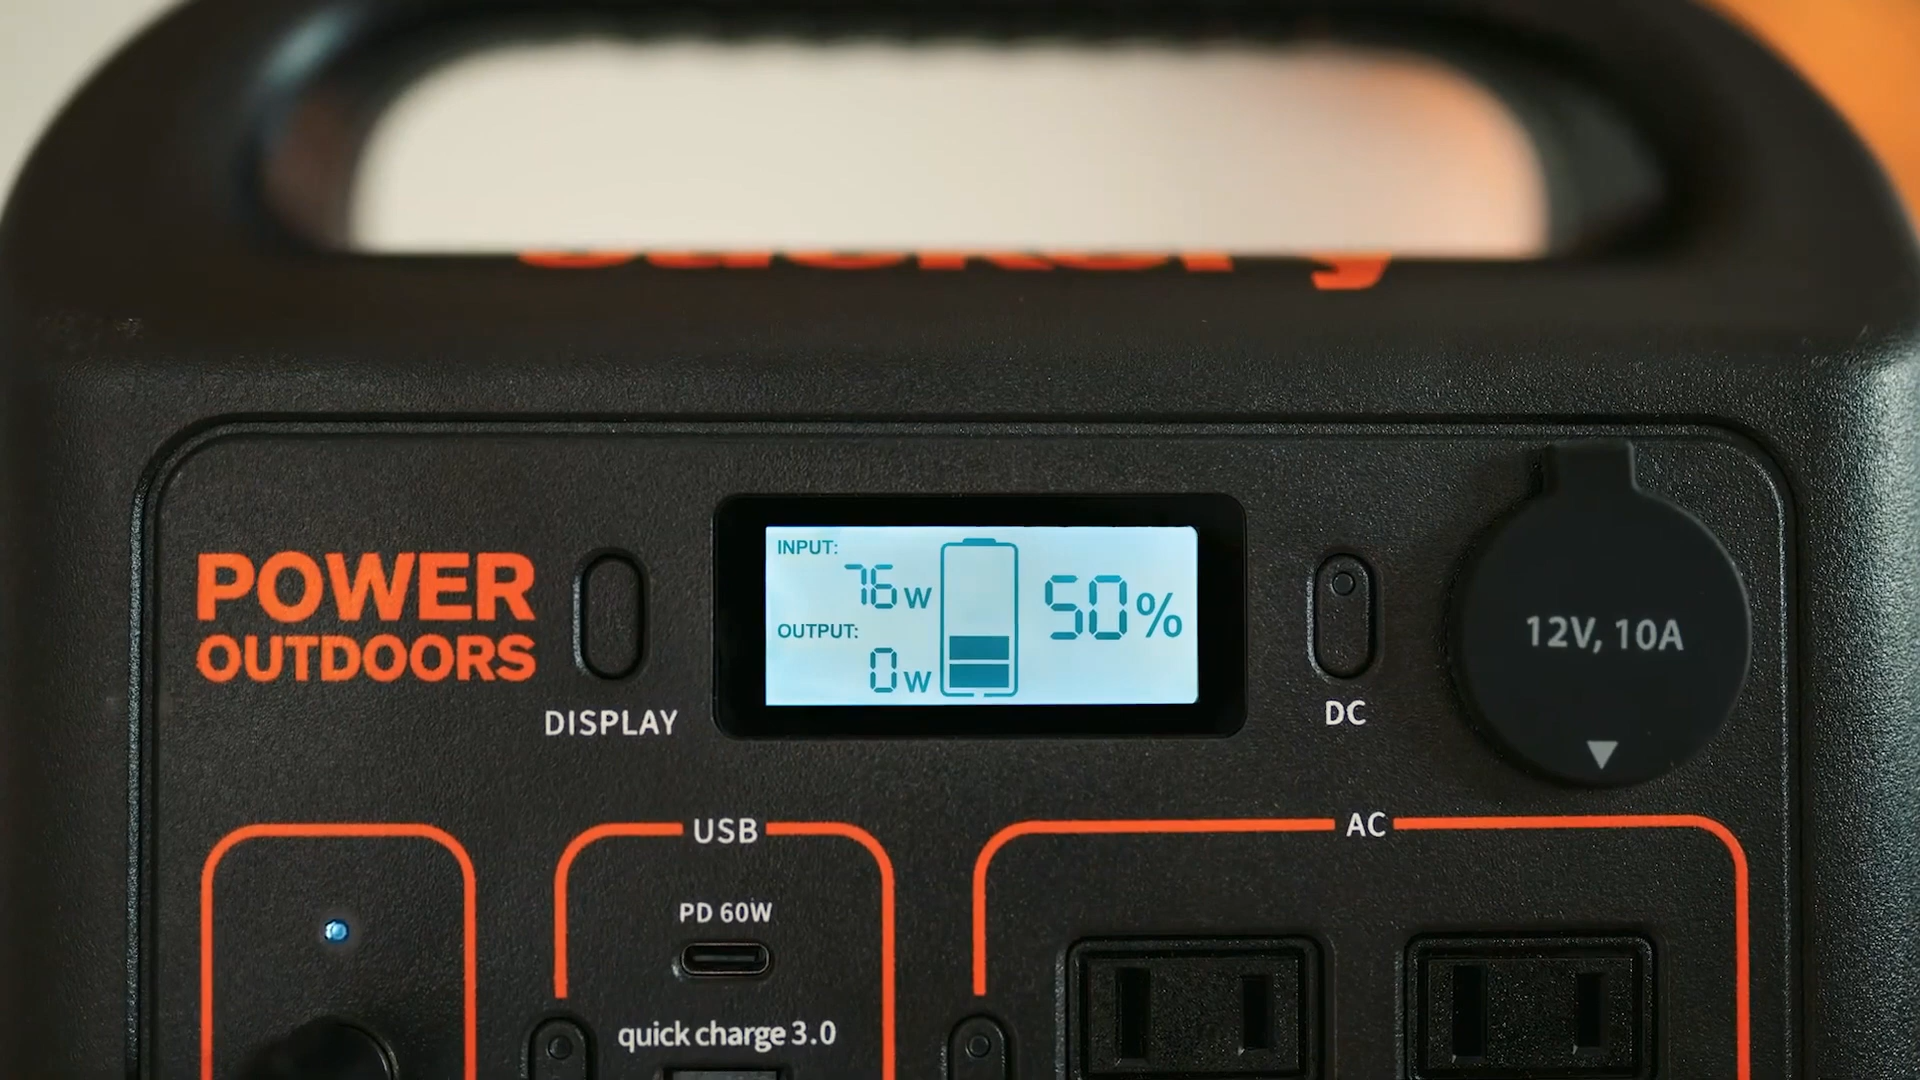 POWER
OUTDOORS
DISPLAY
INPUT:
76W
OUTPUT:
0W
50%
DC
12V, 10A
USB
PD 60W
quick charge 3.0
AC